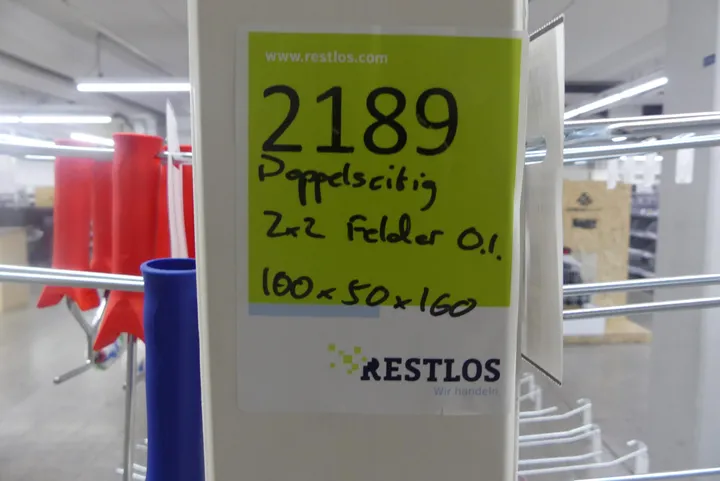 www.restlos.com
2189
Doppelseitig
2x2 Felder O.I.
100x50x160
RESTLOS
Wir handeln.